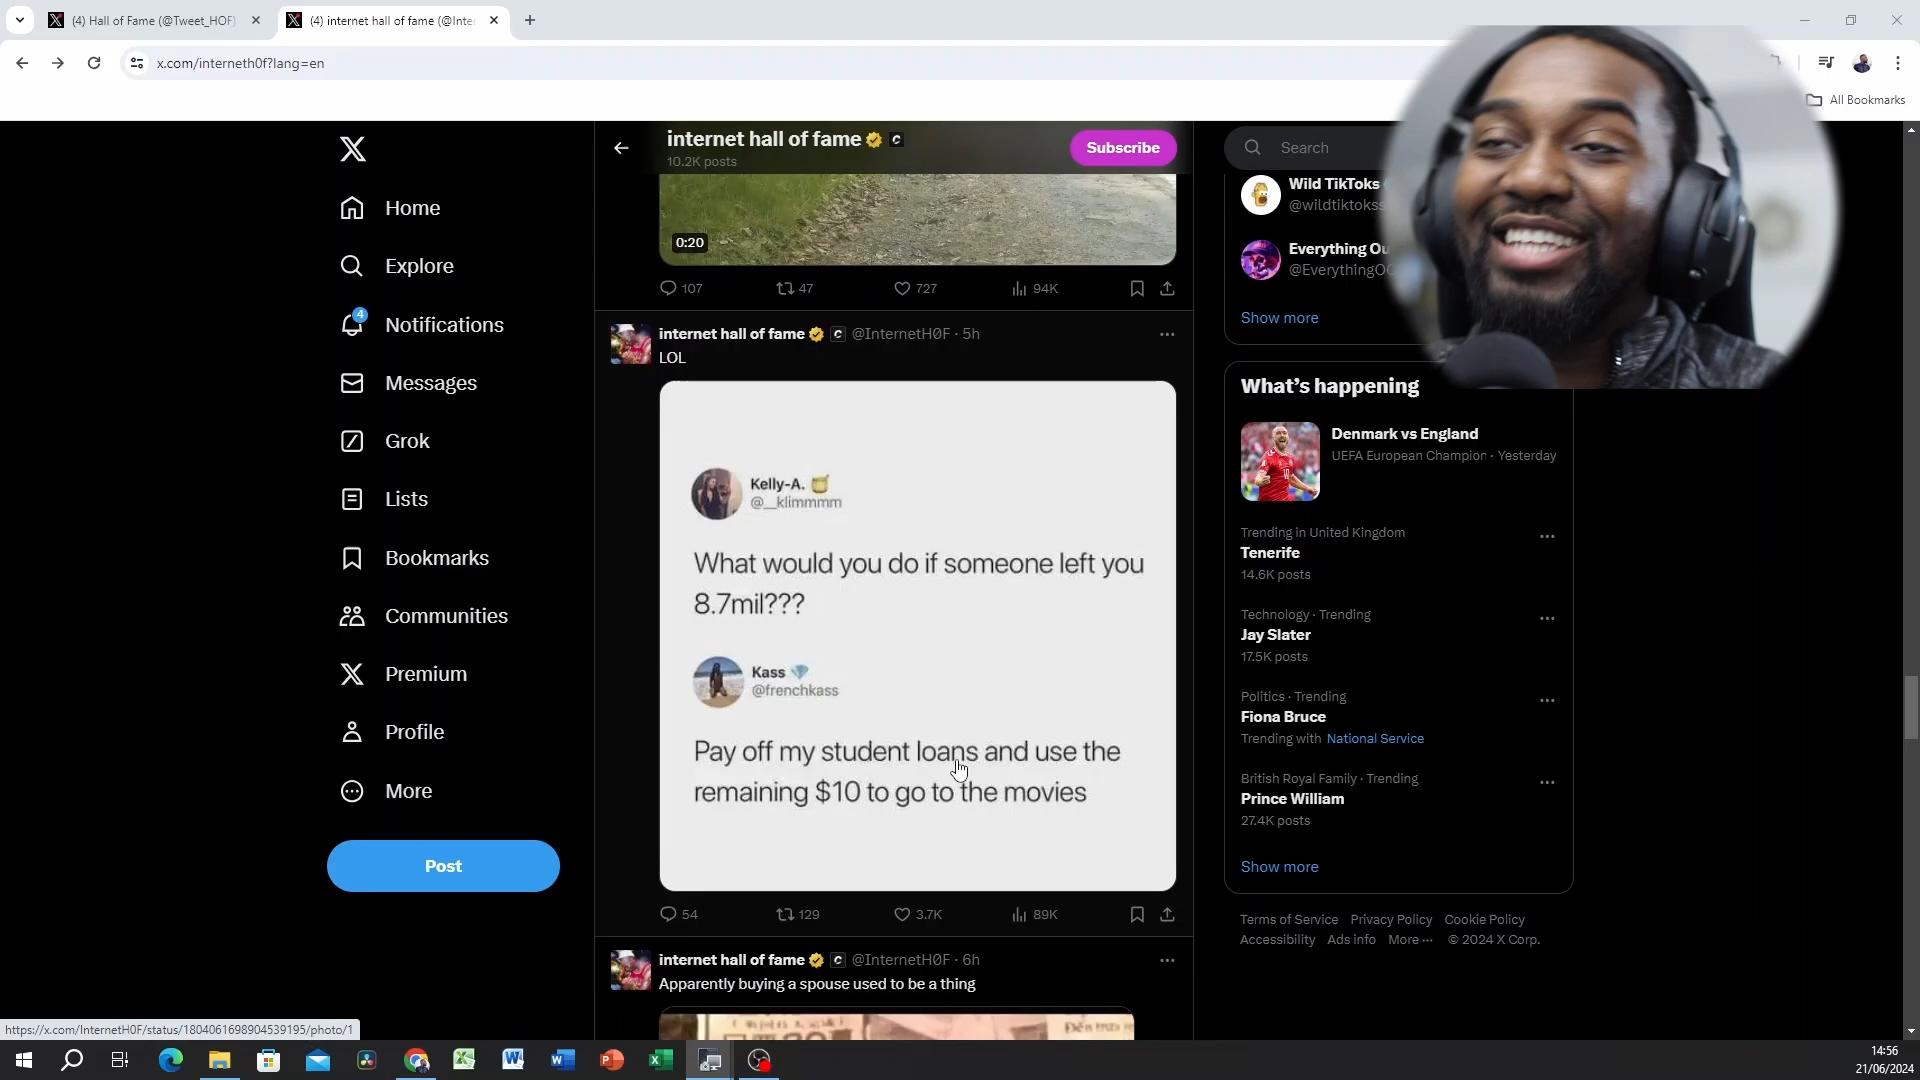 (4) Hall of Fame (@Tweet_HOF)
(4) internet hall of fame (@Inte
x.com/interneth0f?lang=en
All Bookmarks
Home
Explore
4
Notifications
Messages
Grok
Lists
Bookmarks
Communities
Premium
Profile
More
Post
internet hall of fame
10.2K posts
Subscribe
0:20
107 47 727 94K
internet hall of fame @InternetH0F · 5h
LOL
Kelly-A.
@__klimmmm
What would you do if someone left you
8.7mil???
Kass
@frenchkass
Pay off my student loans and use the
remaining $10 to go to the movies
54 129 3.7K 89K
internet hall of fame @InternetH0F · 6h
Apparently buying a spouse used to be a thing
Search
Wild TikToks
@wildtiktokss
Everything Ou
@EverythingOO
Show more
What's happening
Denmark vs England
UEFA European Champion · Yesterday
Trending in United Kingdom
Tenerife
14.6K posts
Technology · Trending
Jay Slater
17.5K posts
Politics · Trending
Fiona Bruce
Trending with National Service
British Royal Family · Trending
Prince William
27.4K posts
Show more
Terms of Service Privacy Policy Cookie Policy
Accessibility Ads info More ··· © 2024 X Corp.
https://x.com/InternetH0F/status/1804061698904539195/photo/1
14:56
21/06/2024